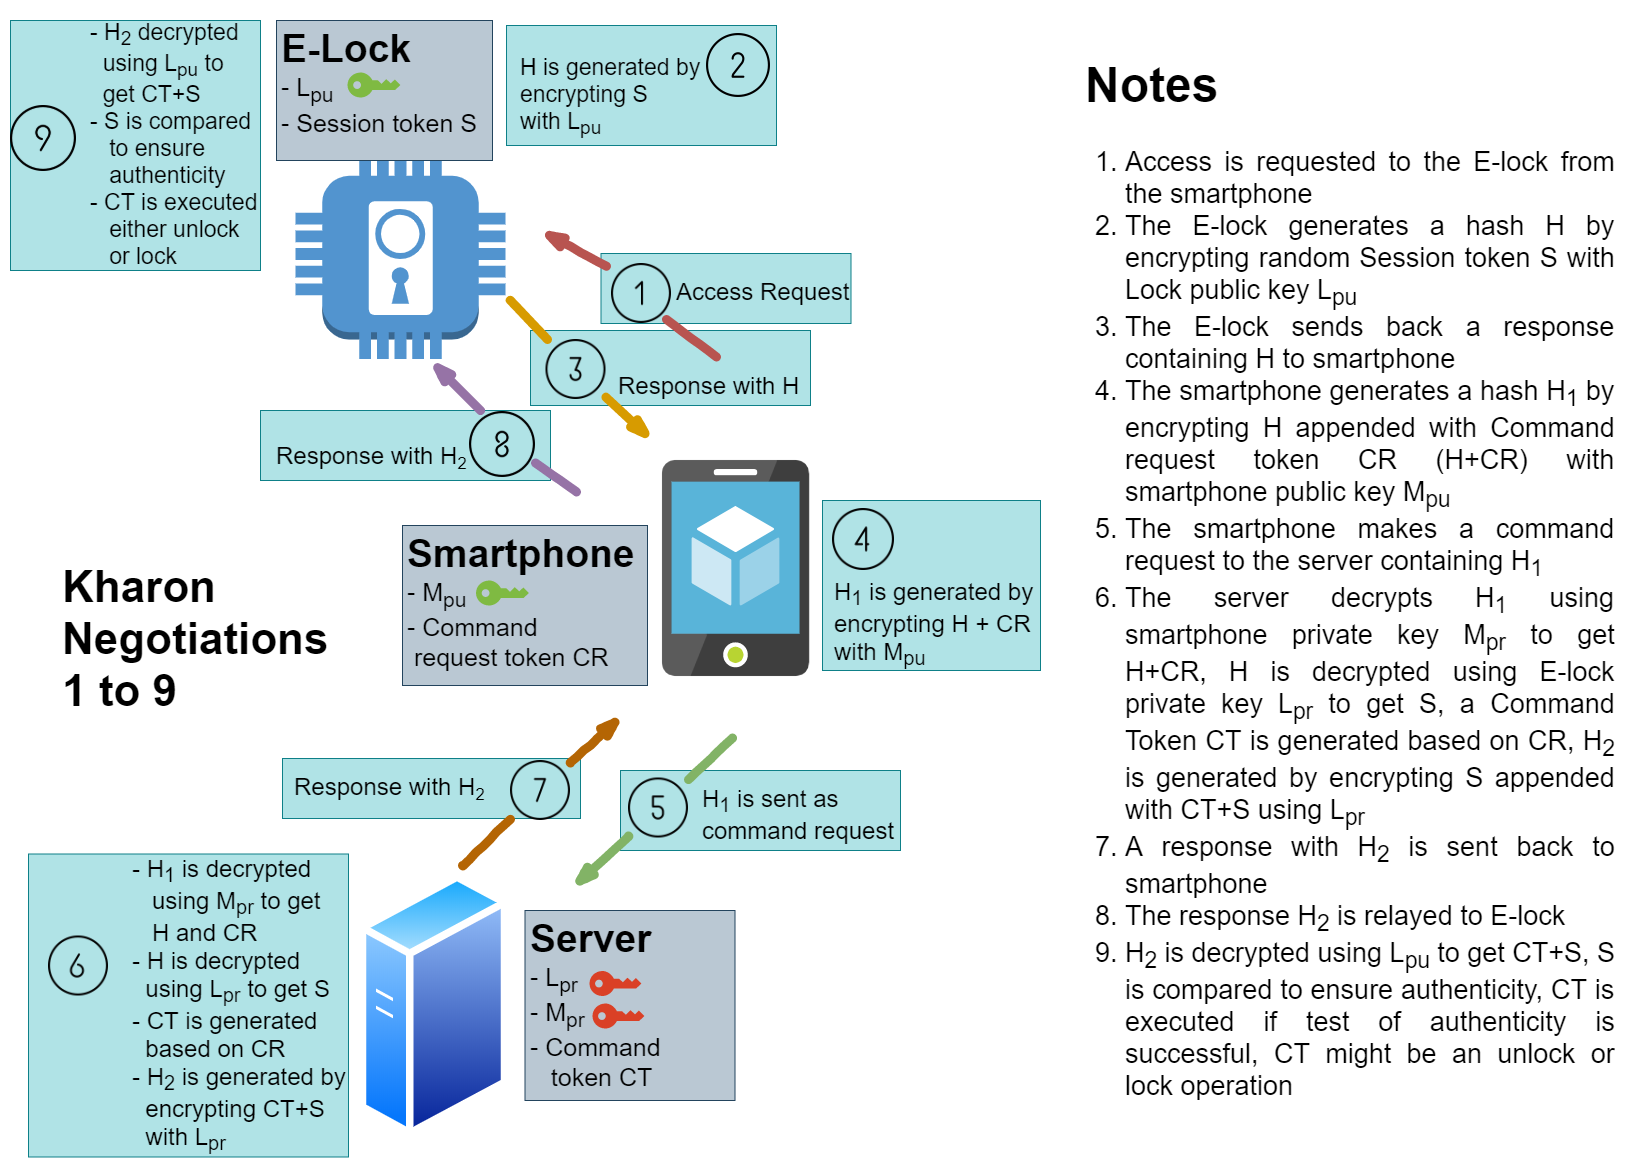 9
- H2 decrypted
using Lpu to
get CT+S
- S is compared
to ensure
authenticity
- CT is executed
either unlock
or lock
E-Lock
- Lpu
- Session token S
2
H is generated by
encrypting S
with Lpu
1
Access Request
3
Response with H
8
Response with H2
Smartphone
- Mpu
- Command
request token CR
4
H1 is generated by
encrypting H + CR
with Mpu
Kharon
Negotiations
1 to 9
7
Response with H2
5
H1 is sent as
command request
6
- H1 is decrypted
using Mpr to get
H and CR
- H is decrypted
using Lpr to get S
- CT is generated
based on CR
- H2 is generated by
encrypting CT+S
with Lpr
Server
- Lpr
- Mpr
- Command
token CT
Notes
1. Access is requested to the E-lock from
the smartphone
2. The E-lock generates a hash H by
encrypting random Session token S with
Lock public key Lpu
3. The E-lock sends back a response
containing H to smartphone
4. The smartphone generates a hash H1 by
encrypting H appended with Command
request token CR (H+CR) with
smartphone public key Mpu
5. The smartphone makes a command
request to the server containing H1
6. The server decrypts H1 using
smartphone private key Mpr to get
H+CR, H is decrypted using E-lock
private key Lpr to get S, a Command
Token CT is generated based on CR, H2
is generated by encrypting S appended
with CT+S using Lpr
7. A response with H2 is sent back to
smartphone
8. The response H2 is relayed to E-lock
9. H2 is decrypted using Lpu to get CT+S, S
is compared to ensure authenticity, CT is
executed if test of authenticity is
successful, CT might be an unlock or
lock operation